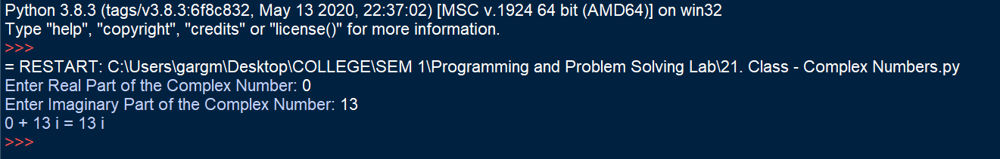 Python 3.8.3 (tags/v3.8.3:6f8c832, May 13 2020, 22:37:02) [MSC v.1924 64 bit (AMD64)] on win32
Type "help", "copyright", "credits" or "license()" for more information.
>>>
= RESTART: C:\Users\gargm\Desktop\COLLEGE\SEM 1\Programming and Problem Solving Lab\21. Class - Complex Numbers.py
Enter Real Part of the Complex Number: 0
Enter Imaginary Part of the Complex Number: 13
0 + 13 i = 13 i
>>>